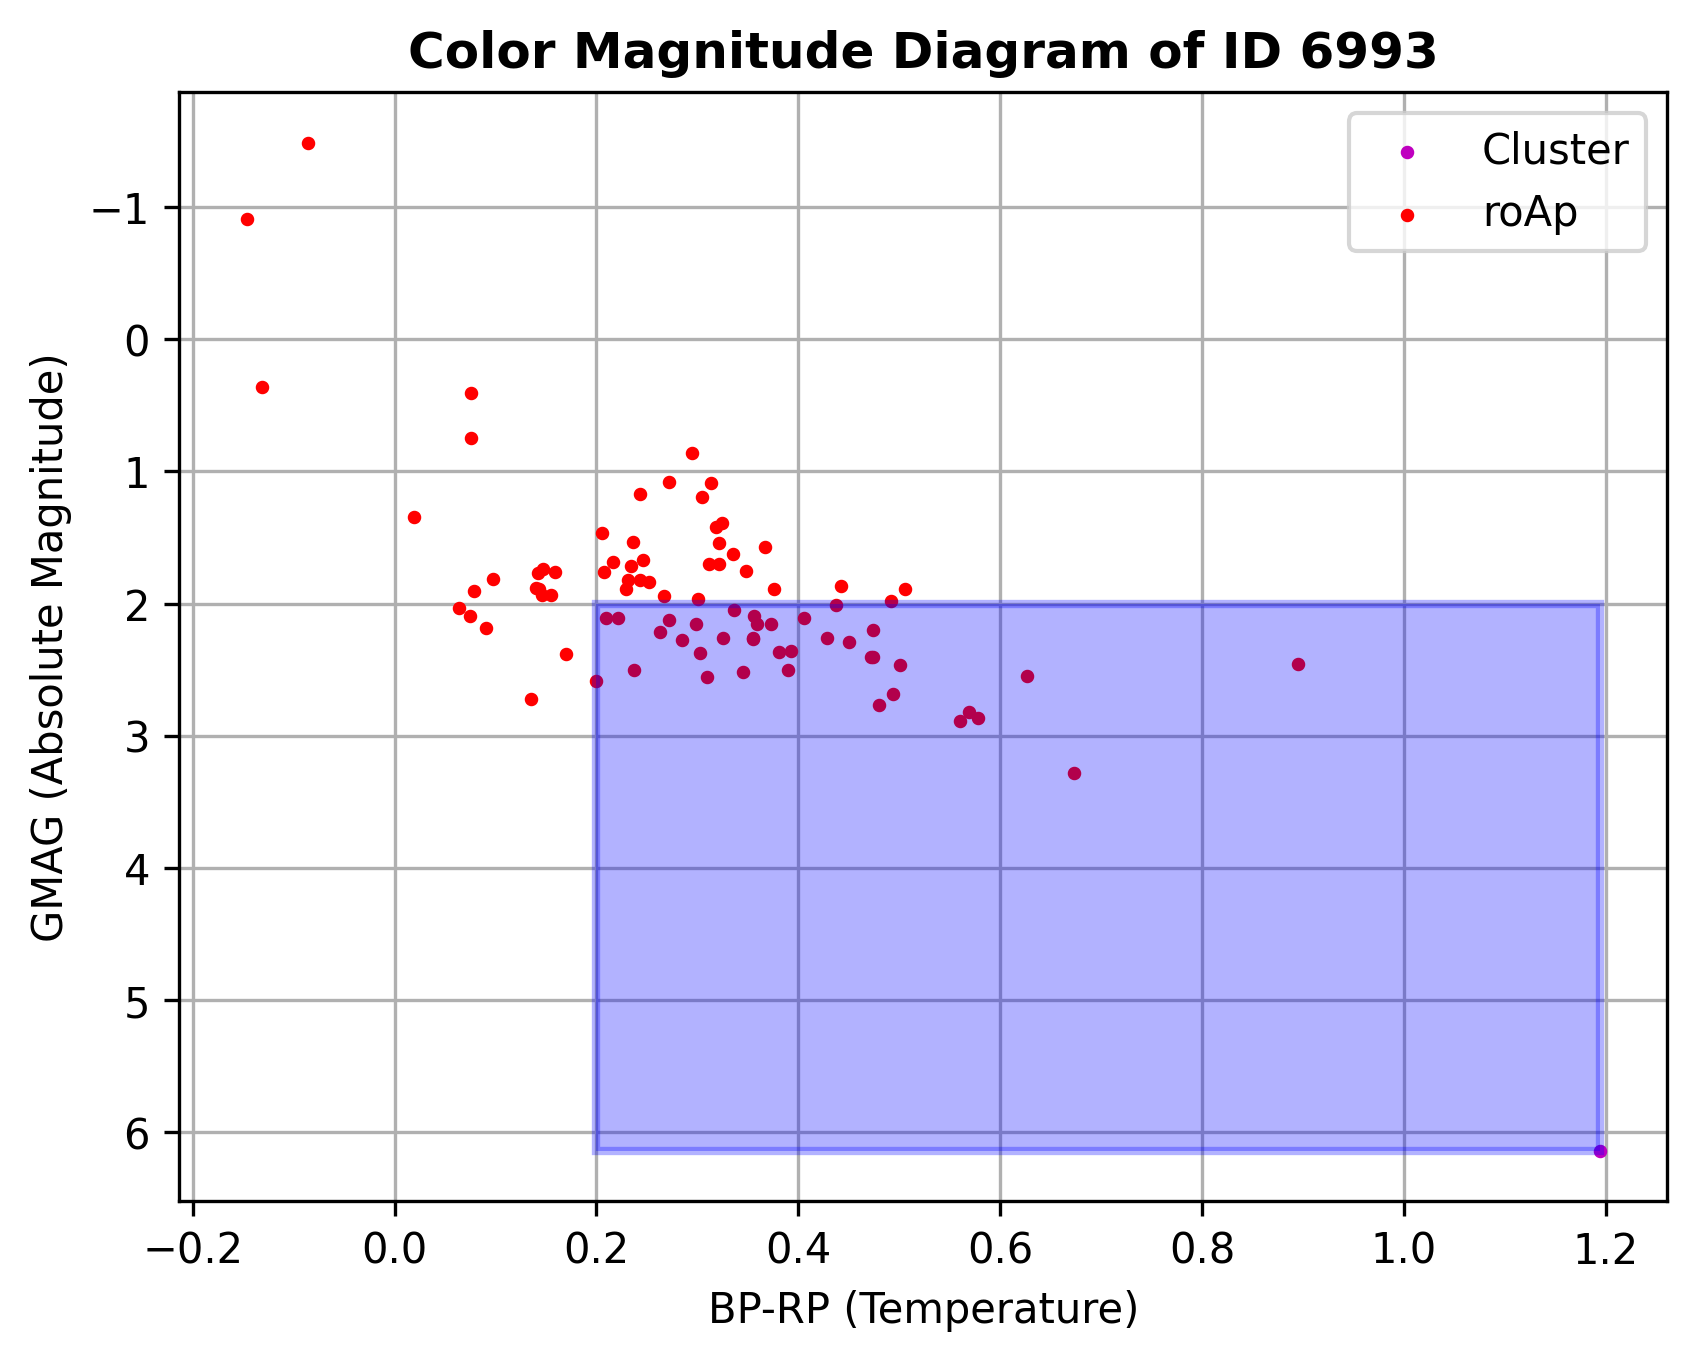 Color Magnitude Diagram of ID 6993
Cluster
roAp
GMAG (Absolute Magnitude)
−1
0
1
2
3
4
5
6
−0.2 0.0 0.2 0.4 0.6 0.8 1.0 1.2
BP-RP (Temperature)